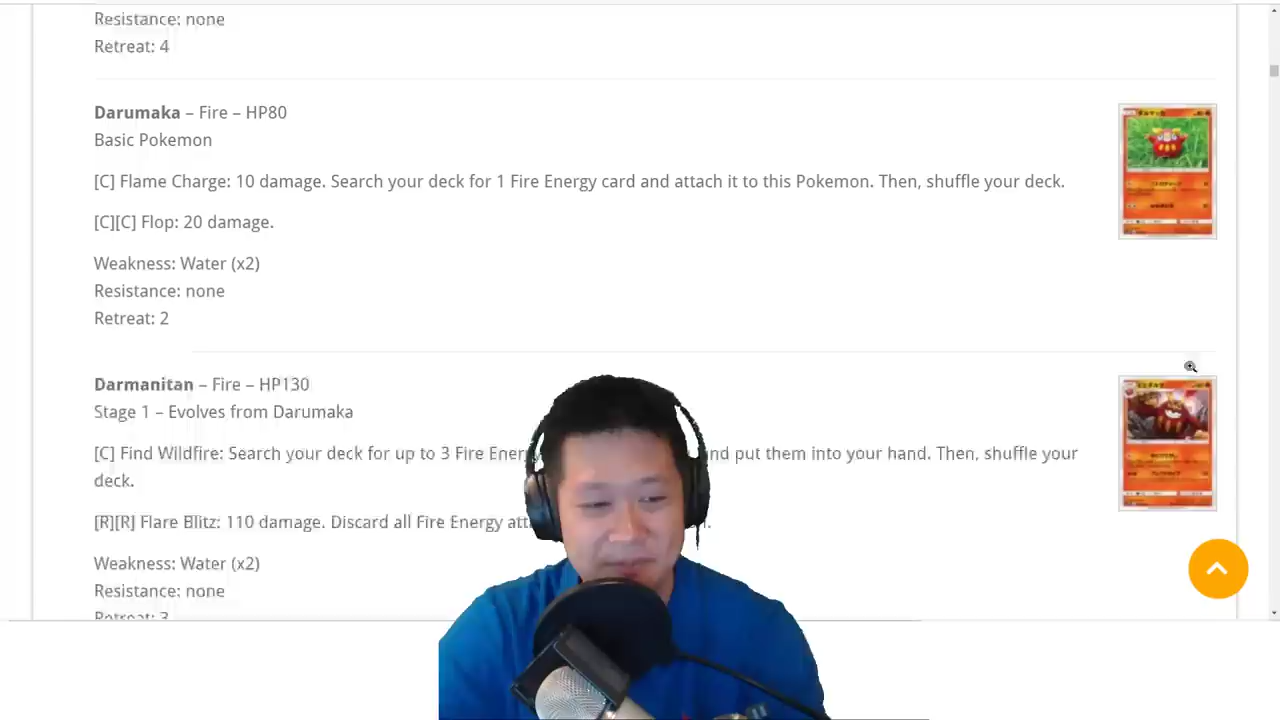 Resistance: none
Retreat: 4
Darumaka – Fire – HP80
Basic Pokemon
[C] Flame Charge: 10 damage. Search your deck for 1 Fire Energy card and attach it to this Pokemon. Then, shuffle your deck.
[C][C] Flop: 20 damage.
Weakness: Water (x2)
Resistance: none
Retreat: 2
Darmanitan – Fire – HP130
Stage 1 – Evolves from Darumaka
[C] Find Wildfire: Search your deck for up to 3 Fire Energy and put them into your hand. Then, shuffle your
deck.
[R][R] Flare Blitz: 110 damage. Discard all Fire Energy
Weakness: Water (x2)
Resistance: none
Retreat: 3